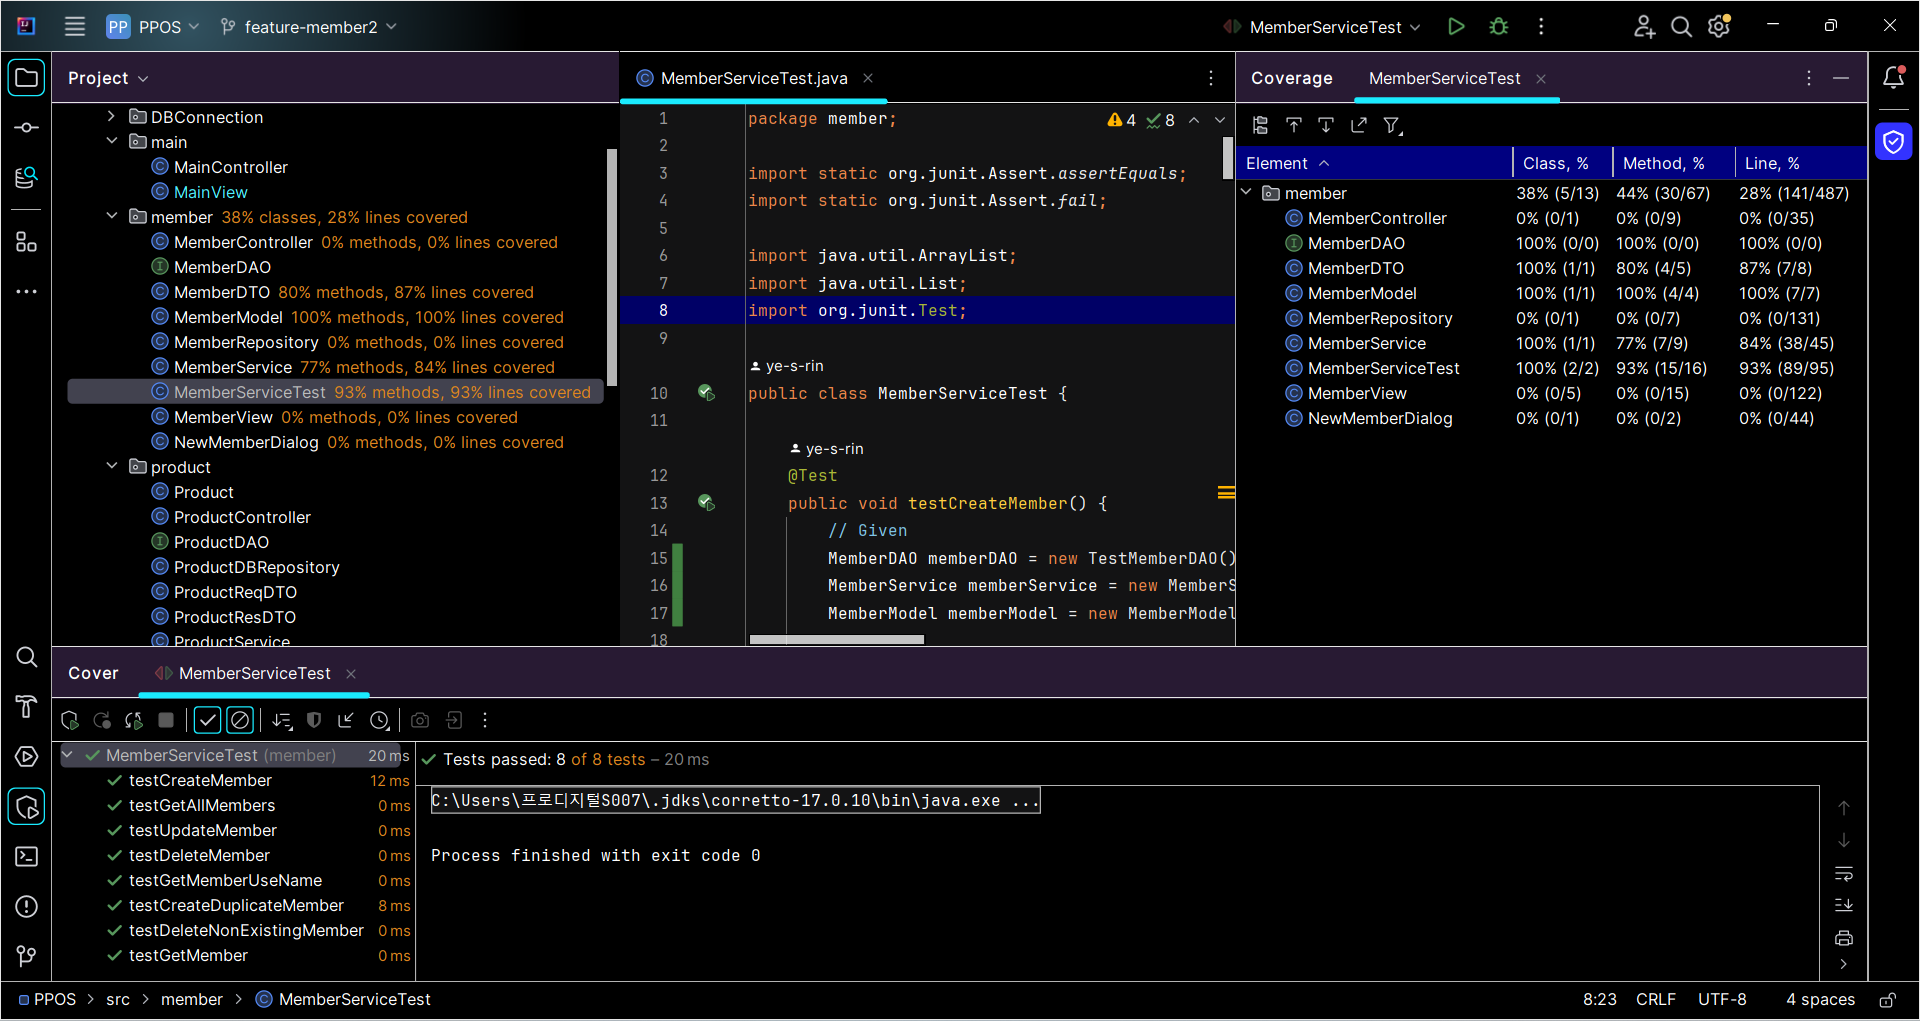 PP PPOS feature-member2 MemberServiceTest
Project
DBConnection
main
MainController
MainView
member 38% classes, 28% lines covered
MemberController 0% methods, 0% lines covered
MemberDAO
MemberDTO 80% methods, 87% lines covered
MemberModel 100% methods, 100% lines covered
MemberRepository 0% methods, 0% lines covered
MemberService 77% methods, 84% lines covered
MemberServiceTest 93% methods, 93% lines covered
MemberView 0% methods, 0% lines covered
NewMemberDialog 0% methods, 0% lines covered
product
Product
ProductController
ProductDAO
ProductDBRepository
ProductReqDTO
ProductResDTO
ProductService
MemberServiceTest.java
4 8
1 package member;
2
3 import static org.junit.Assert.assertEquals;
4 import static org.junit.Assert.fail;
5
6 import java.util.ArrayList;
7 import java.util.List;
8 import org.junit.Test;
9
ye-s-rin
10 public class MemberServiceTest {
11
ye-s-rin
12 @Test
13 public void testCreateMember() {
14 // Given
15 MemberDAO memberDAO = new TestMemberDAO()
16 MemberService memberService = new MemberS
17 MemberModel memberModel = new MemberModel
18
Coverage MemberServiceTest
Element Class, % Method, % Line, %
member 38% (5/13) 44% (30/67) 28% (141/487)
MemberController 0% (0/1) 0% (0/9) 0% (0/35)
MemberDAO 100% (0/0) 100% (0/0) 100% (0/0)
MemberDTO 100% (1/1) 80% (4/5) 87% (7/8)
MemberModel 100% (1/1) 100% (4/4) 100% (7/7)
MemberRepository 0% (0/1) 0% (0/7) 0% (0/131)
MemberService 100% (1/1) 77% (7/9) 84% (38/45)
MemberServiceTest 100% (2/2) 93% (15/16) 93% (89/95)
MemberView 0% (0/5) 0% (0/15) 0% (0/122)
NewMemberDialog 0% (0/1) 0% (0/2) 0% (0/44)
Cover MemberServiceTest
MemberServiceTest (member) 20 ms
testCreateMember 12 ms
testGetAllMembers 0 ms
testUpdateMember 0 ms
testDeleteMember 0 ms
testGetMemberUseName 0 ms
testCreateDuplicateMember 8 ms
testDeleteNonExistingMember 0 ms
testGetMember 0 ms
Tests passed: 8 of 8 tests – 20 ms
C:\Users\프로디지털S007\.jdks\corretto-17.0.10\bin\java.exe ...
Process finished with exit code 0
PPOS > src > member > MemberServiceTest
8:23 CRLF UTF-8 4 spaces